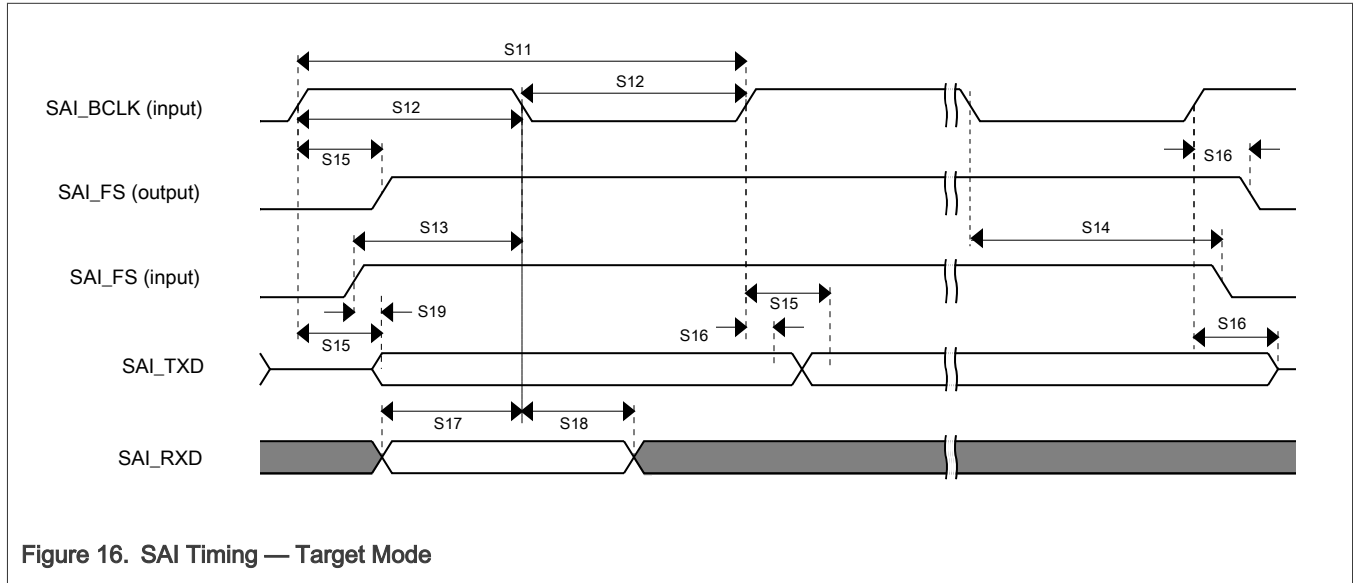 S11
S12
SAI_BCLK (input)
S12
S15
S16
SAI_FS (output)
S13
S14
SAI_FS (input)
S19
S15
S15
S16
S16
SAI_TXD
S17
S18
SAI_RXD
Figure 16. SAI Timing — Target Mode